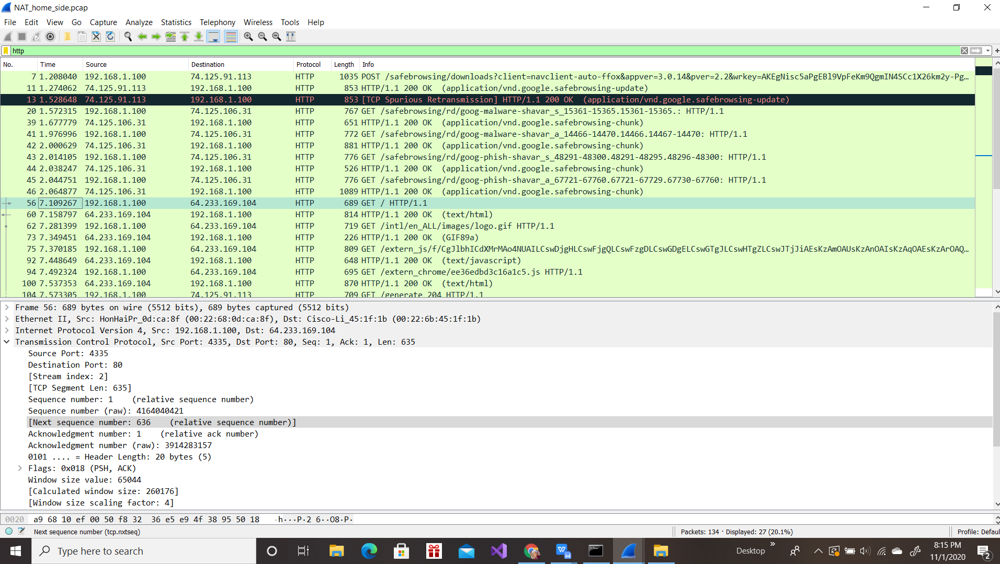 NAT_home_side.pcap
File Edit View Go Capture Analyze Statistics Telephony Wireless Tools Help
http
No. Time Source Destination Protocol Length Info
7 1.208040 192.168.1.100 74.125.91.113 HTTP 1035 POST /safebrowsing/downloads?client=navclient-auto-ffox&appver=3.0.14&pver=2.2&wrkey=AKEgNisc5aPgEBl9VpFeKm9QgmIN4SCc1X26km2y-Pg…
11 1.274062 74.125.91.113 192.168.1.100 HTTP 853 HTTP/1.1 200 OK (application/vnd.google.safebrowsing-update)
13 1.528648 74.125.91.113 192.168.1.100 HTTP 853 [TCP Spurious Retransmission] HTTP/1.1 200 OK (application/vnd.google.safebrowsing-update)
20 1.572315 192.168.1.100 74.125.106.31 HTTP 767 GET /safebrowsing/rd/goog-malware-shavar_s_15361-15365.15361-15365.: HTTP/1.1
39 1.677779 74.125.106.31 192.168.1.100 HTTP 651 HTTP/1.1 200 OK (application/vnd.google.safebrowsing-chunk)
41 1.976996 192.168.1.100 74.125.106.31 HTTP 772 GET /safebrowsing/rd/goog-malware-shavar_a_14466-14470.14466.14467-14470: HTTP/1.1
42 2.000629 74.125.106.31 192.168.1.100 HTTP 881 HTTP/1.1 200 OK (application/vnd.google.safebrowsing-chunk)
43 2.014105 192.168.1.100 74.125.106.31 HTTP 776 GET /safebrowsing/rd/goog-phish-shavar_s_48291-48300.48291-48295.48296-48300: HTTP/1.1
44 2.038247 74.125.106.31 192.168.1.100 HTTP 526 HTTP/1.1 200 OK (application/vnd.google.safebrowsing-chunk)
45 2.044751 192.168.1.100 74.125.106.31 HTTP 776 GET /safebrowsing/rd/goog-phish-shavar_a_67721-67760.67721-67729.67730-67760: HTTP/1.1
46 2.064877 74.125.106.31 192.168.1.100 HTTP 1089 HTTP/1.1 200 OK (application/vnd.google.safebrowsing-chunk)
56 7.109267 192.168.1.100 64.233.169.104 HTTP 689 GET / HTTP/1.1
60 7.158797 64.233.169.104 192.168.1.100 HTTP 814 HTTP/1.1 200 OK (text/html)
62 7.281399 192.168.1.100 64.233.169.104 HTTP 719 GET /intl/en_ALL/images/logo.gif HTTP/1.1
73 7.349451 64.233.169.104 192.168.1.100 HTTP 226 HTTP/1.1 200 OK (GIF89a)
75 7.370185 192.168.1.100 64.233.169.104 HTTP 809 GET /extern_js/f/CgJlbhICdXMrMAo4NUAILCswDjgHLCswFjgQLCswFzgDLCswGDgELCswGTgJLCswHTgZLCswJTjJiAEsKzAmOAUsKzAnOAIsKzAqOAEsKzArOAQ…
92 7.448649 64.233.169.104 192.168.1.100 HTTP 648 HTTP/1.1 200 OK (text/javascript)
94 7.492324 192.168.1.100 64.233.169.104 HTTP 695 GET /extern_chrome/ee36edbd3c16a1c5.js HTTP/1.1
100 7.537353 64.233.169.104 192.168.1.100 HTTP 870 HTTP/1.1 200 OK (text/html)
104 7.573305 192.168.1.100 74.125.91.113 HTTP 709 GET /generate_204 HTTP/1.1
Frame 56: 689 bytes on wire (5512 bits), 689 bytes captured (5512 bits)
Ethernet II, Src: HonHaiPr_0d:ca:8f (00:22:68:0d:ca:8f), Dst: Cisco-Li_45:1f:1b (00:22:6b:45:1f:1b)
Internet Protocol Version 4, Src: 192.168.1.100, Dst: 64.233.169.104
Transmission Control Protocol, Src Port: 4335, Dst Port: 80, Seq: 1, Ack: 1, Len: 635
Source Port: 4335
Destination Port: 80
[Stream index: 2]
[TCP Segment Len: 635]
Sequence number: 1 (relative sequence number)
Sequence number (raw): 4164040421
[Next sequence number: 636 (relative sequence number)]
Acknowledgment number: 1 (relative ack number)
Acknowledgment number (raw): 3914283157
0101 .... = Header Length: 20 bytes (5)
Flags: 0x018 (PSH, ACK)
Window size value: 65044
[Calculated window size: 260176]
[Window size scaling factor: 4]
0020 a9 68 10 ef 00 50 f8 32 36 e5 e9 4f 38 95 50 18 ·h···P·2 6··O8·P·
Next sequence number (tcp.nxtseq) Packets: 134 · Displayed: 27 (20.1%) Profile: Defaul
Type here to search Desktop 8:15 PM
11/1/2020 2